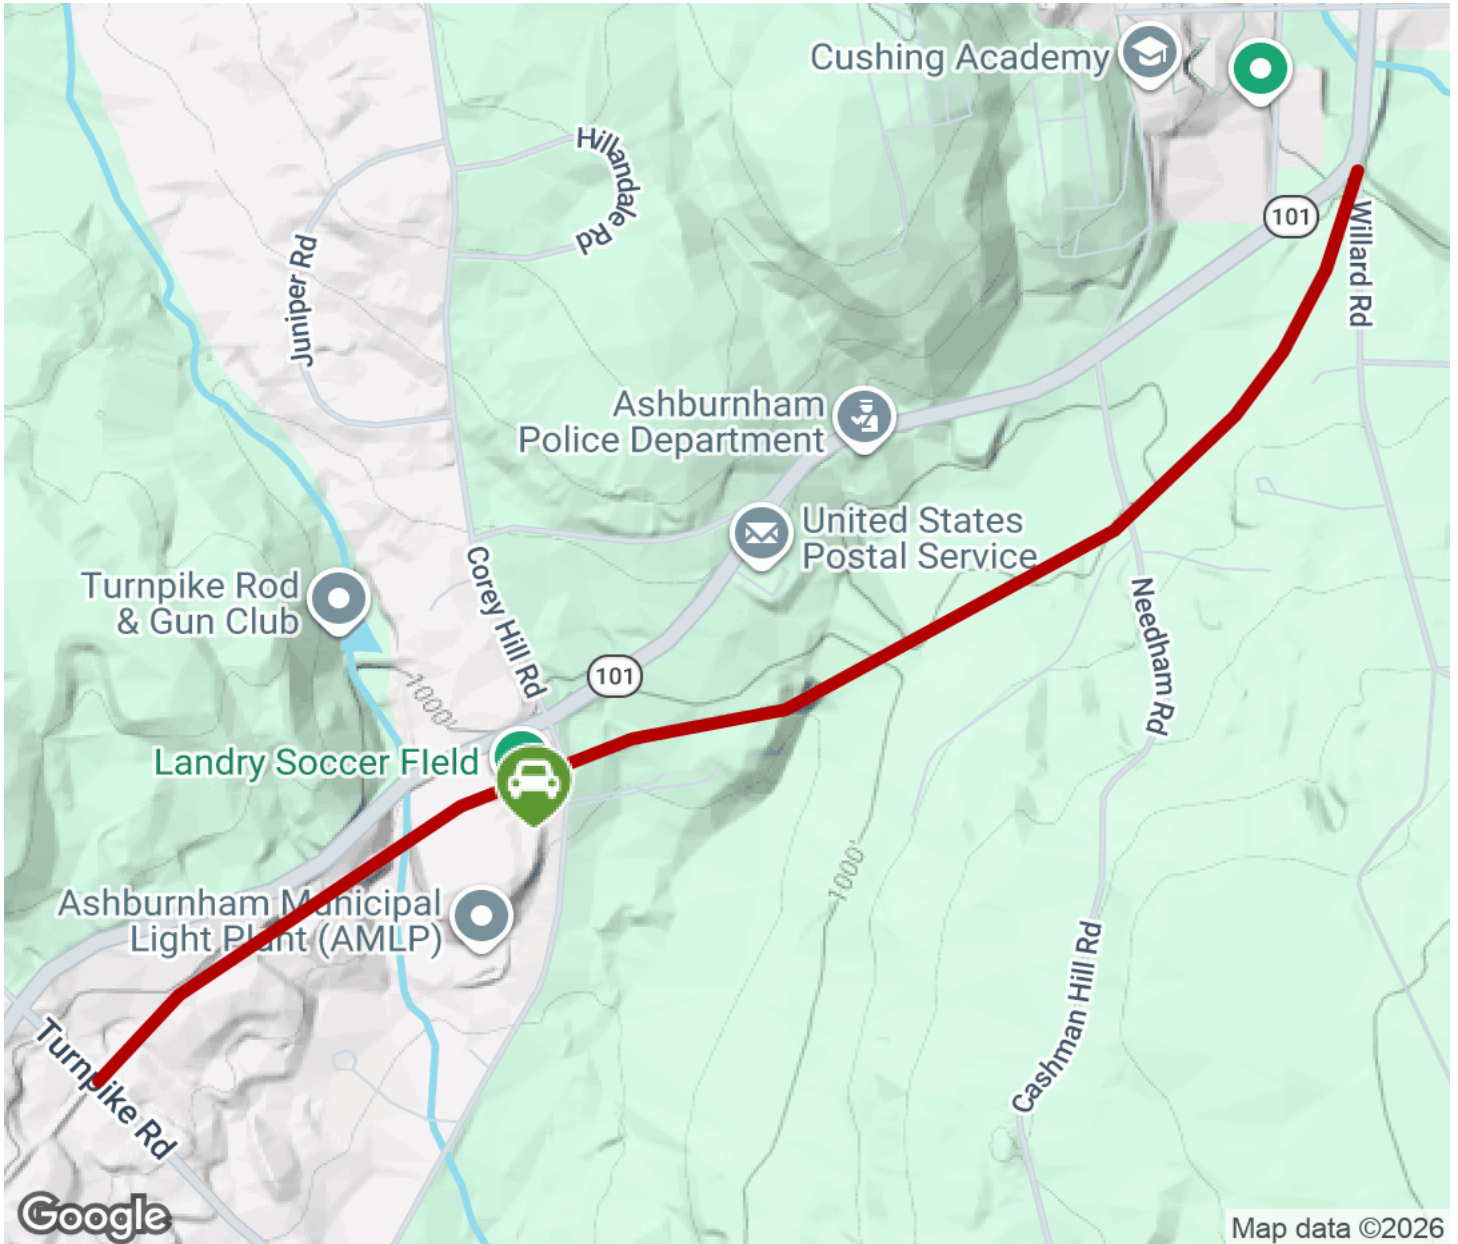 Cushing Academy
Hillandale Rd
101
Willard Rd
Juniper Rd
Ashburnham
Police Department
United States
Postal Service
Corey Hill Rd
Turnpike Rod
& Gun Club
Needham Rd
101
1000'
Landry Soccer FIeld
1000'
Ashburnham Municipal
Light Plant (AMLP)
Cashman Hill Rd
Turnpike Rd
Google
Map data ©2026